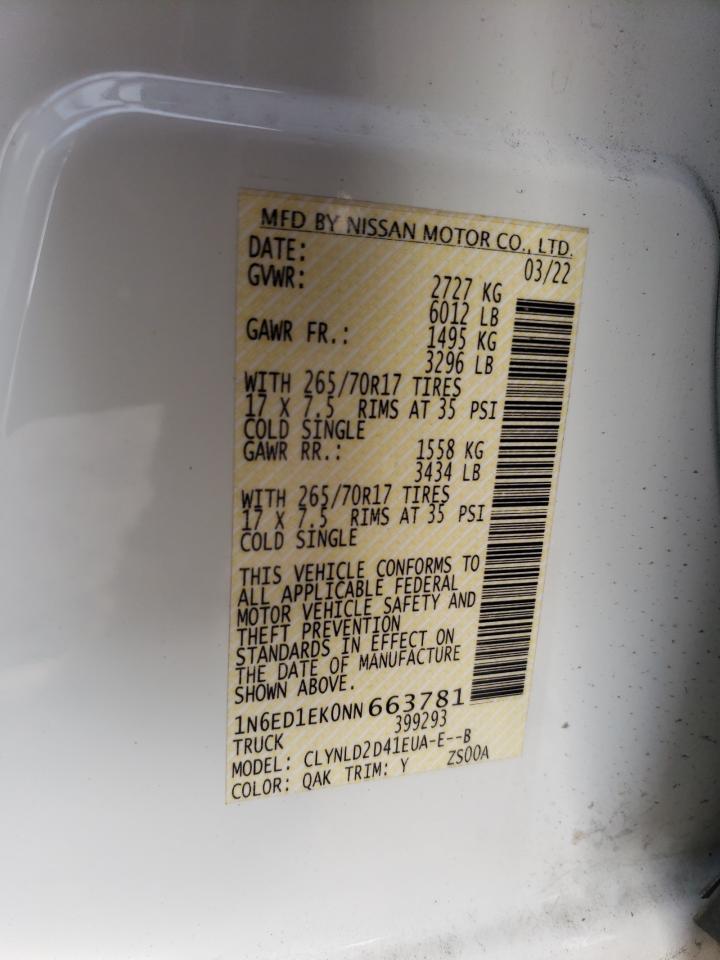 MFD BY NISSAN MOTOR CO., LTD.
DATE: 03/22
GVWR: 2727 KG
6012 LB
GAWR FR.: 1495 KG
3296 LB
WITH 265/70R17 TIRES
17 X 7.5 RIMS AT 35 PSI
COLD SINGLE
GAWR RR.: 1558 KG
3434 LB
WITH 265/70R17 TIRES
17 X 7.5 RIMS AT 35 PSI
COLD SINGLE
THIS VEHICLE CONFORMS TO
ALL APPLICABLE FEDERAL
MOTOR VEHICLE SAFETY AND
THEFT PREVENTION
STANDARDS IN EFFECT ON
THE DATE OF MANUFACTURE
SHOWN ABOVE.
1N6ED1EK0NN663781
TRUCK 399293
MODEL: CLYNLD2D41EUA-E--B
COLOR: QAK TRIM: Y ZS00A